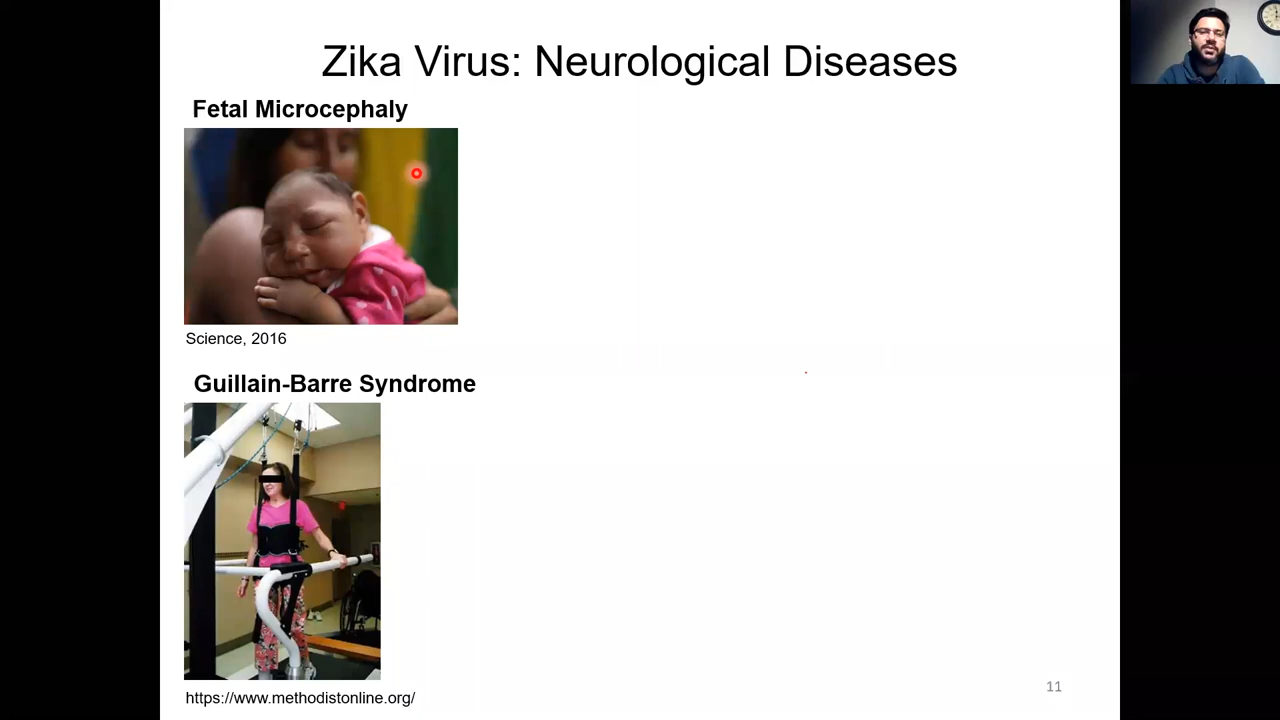 Zika Virus: Neurological Diseases
Fetal Microcephaly
Science, 2016
Guillain-Barre Syndrome
https://www.methodistonline.org/
11